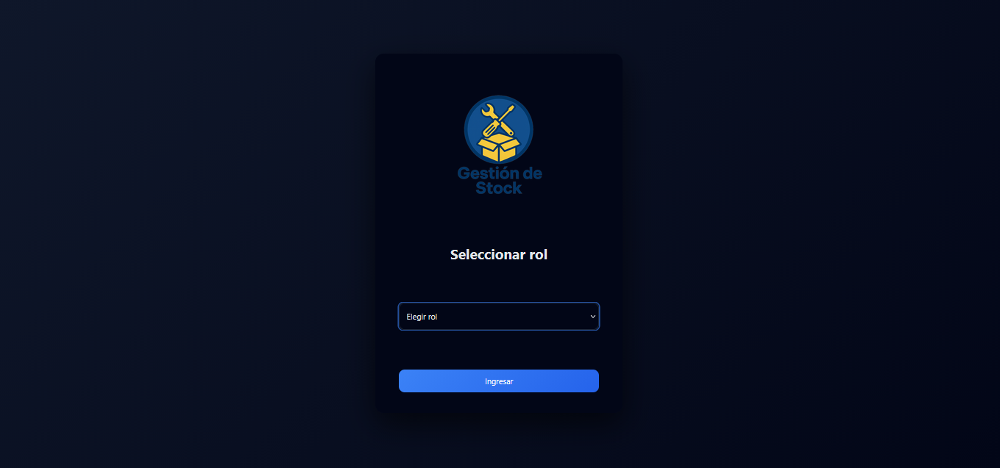 Gestión de
Stock
Seleccionar rol
Elegir rol
Ingresar